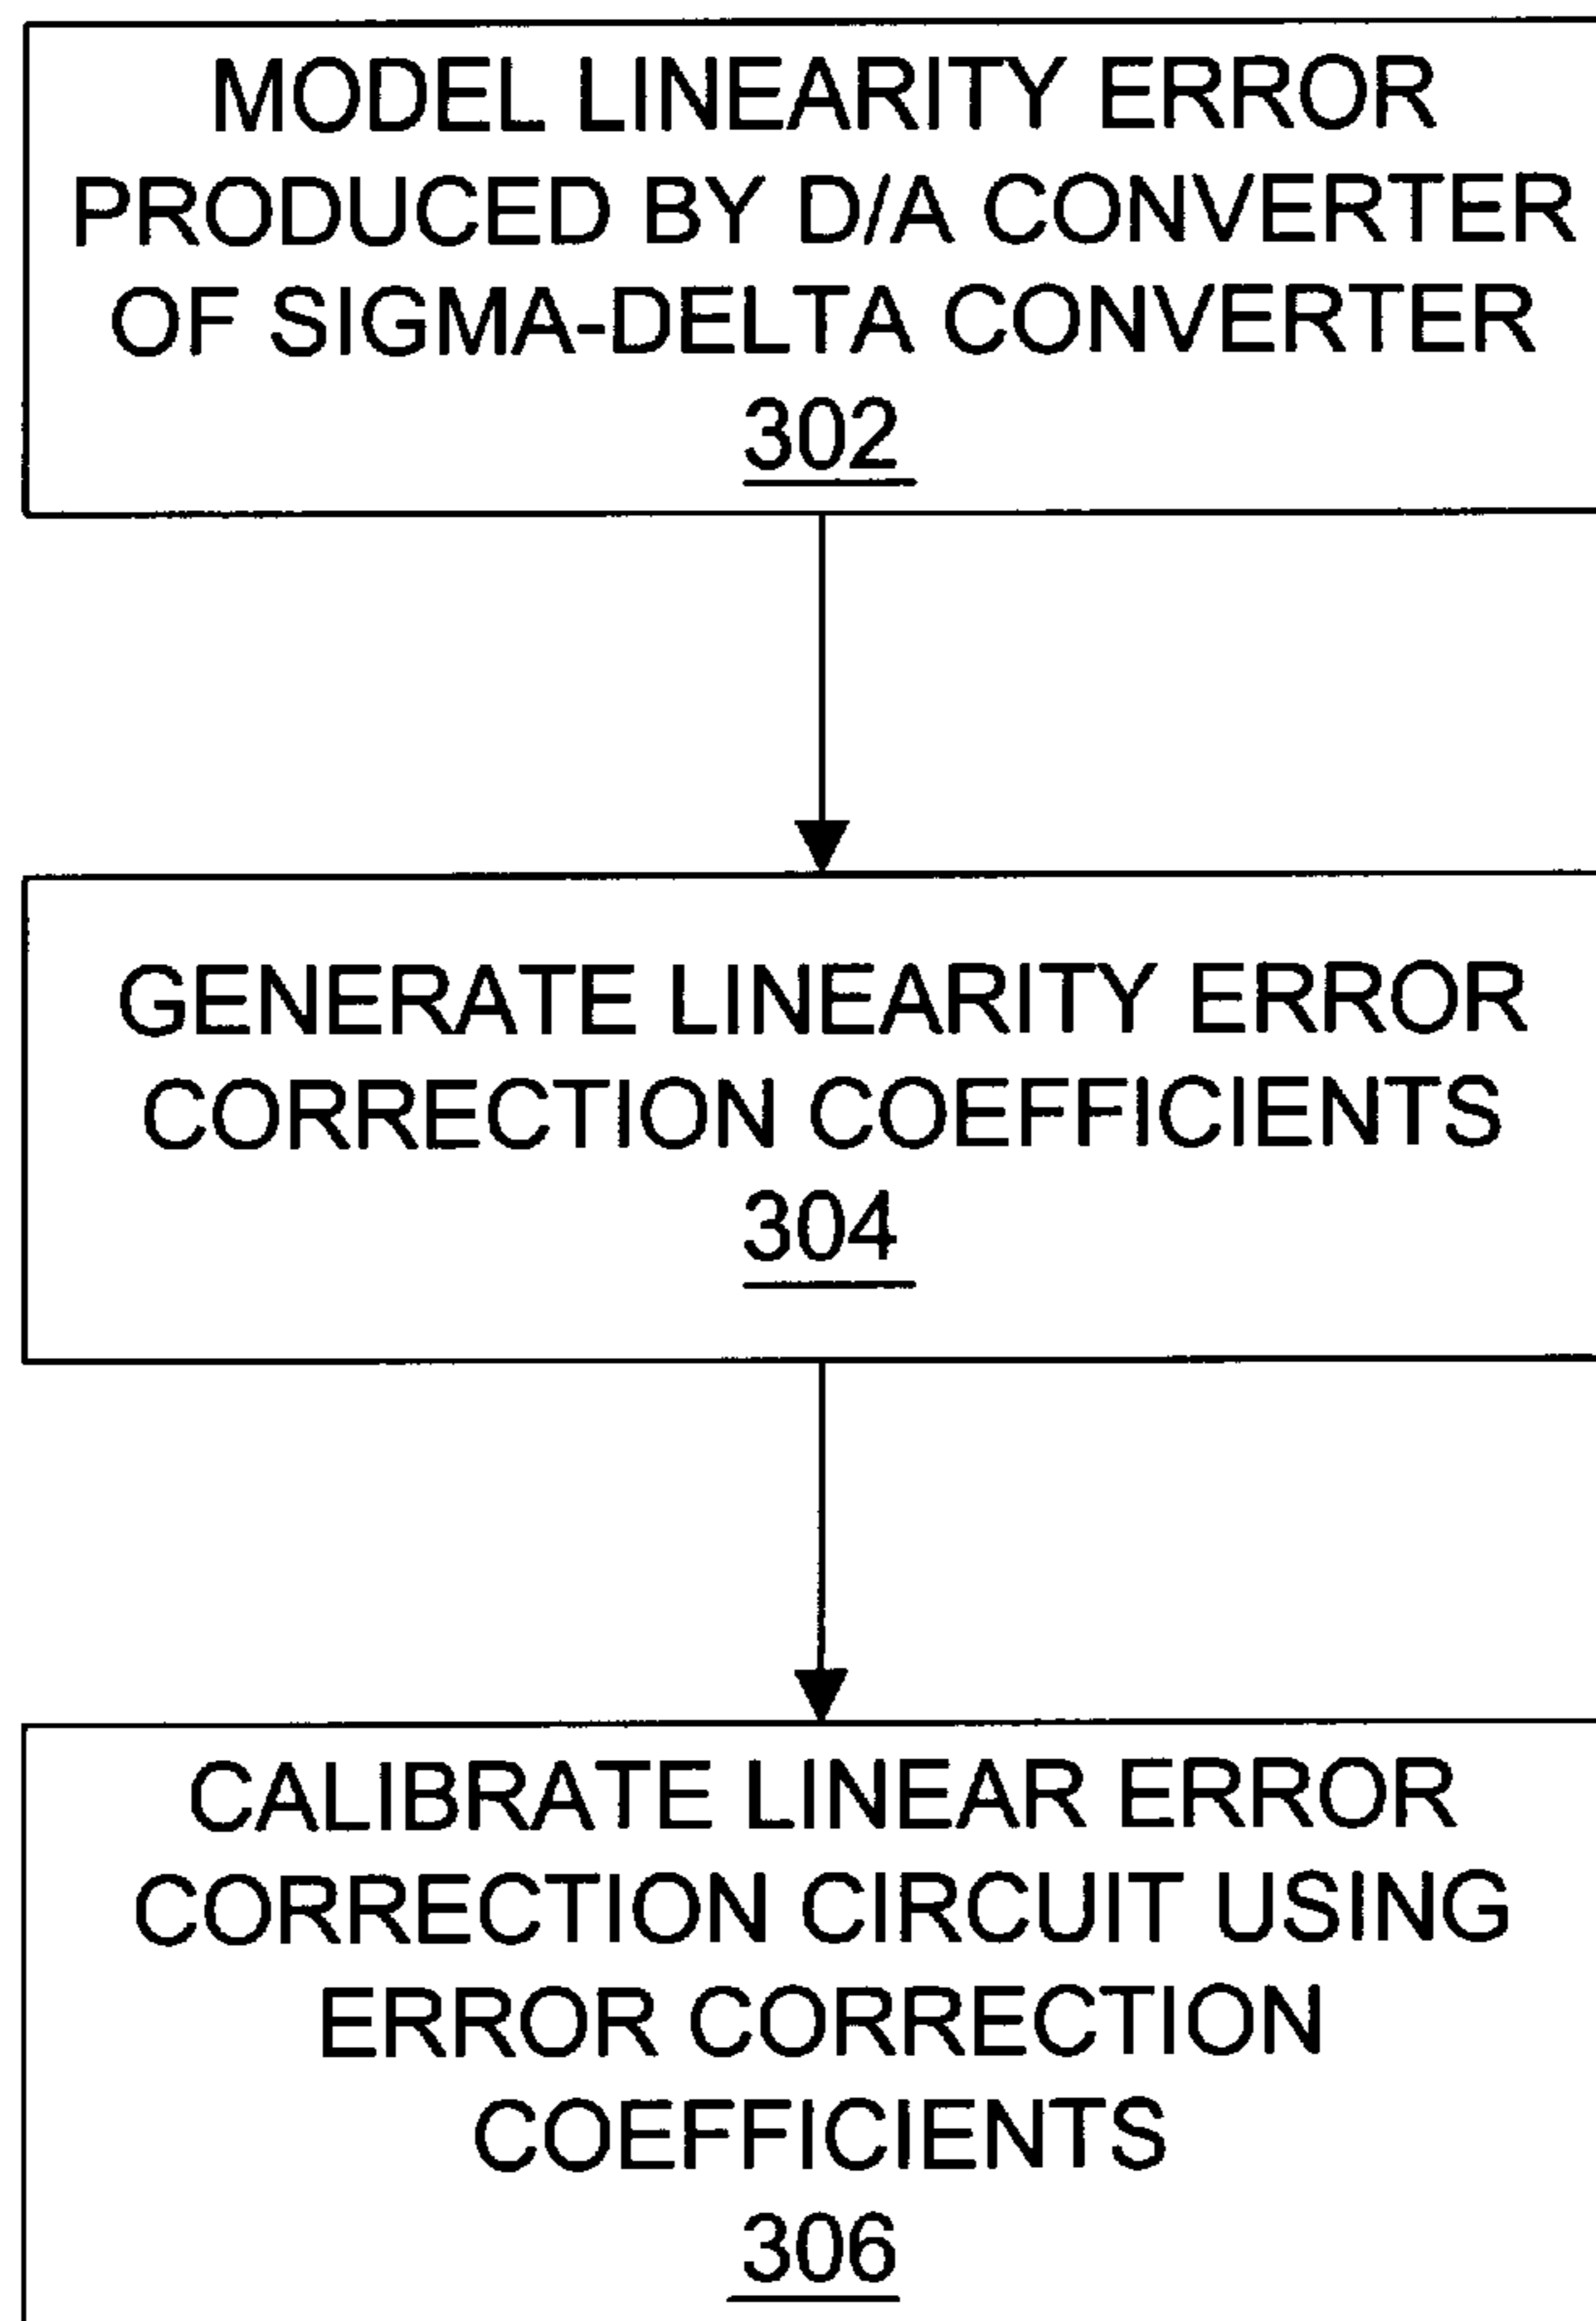 MODEL LINEARITY ERROR
PRODUCED BY D/A CONVERTER
OF SIGMA-DELTA CONVERTER
302
GENERATE LINEARITY ERROR
CORRECTION COEFFICIENTS
304
CALIBRATE LINEAR ERROR
CORRECTION CIRCUIT USING
ERROR CORRECTION
COEFFICIENTS
306